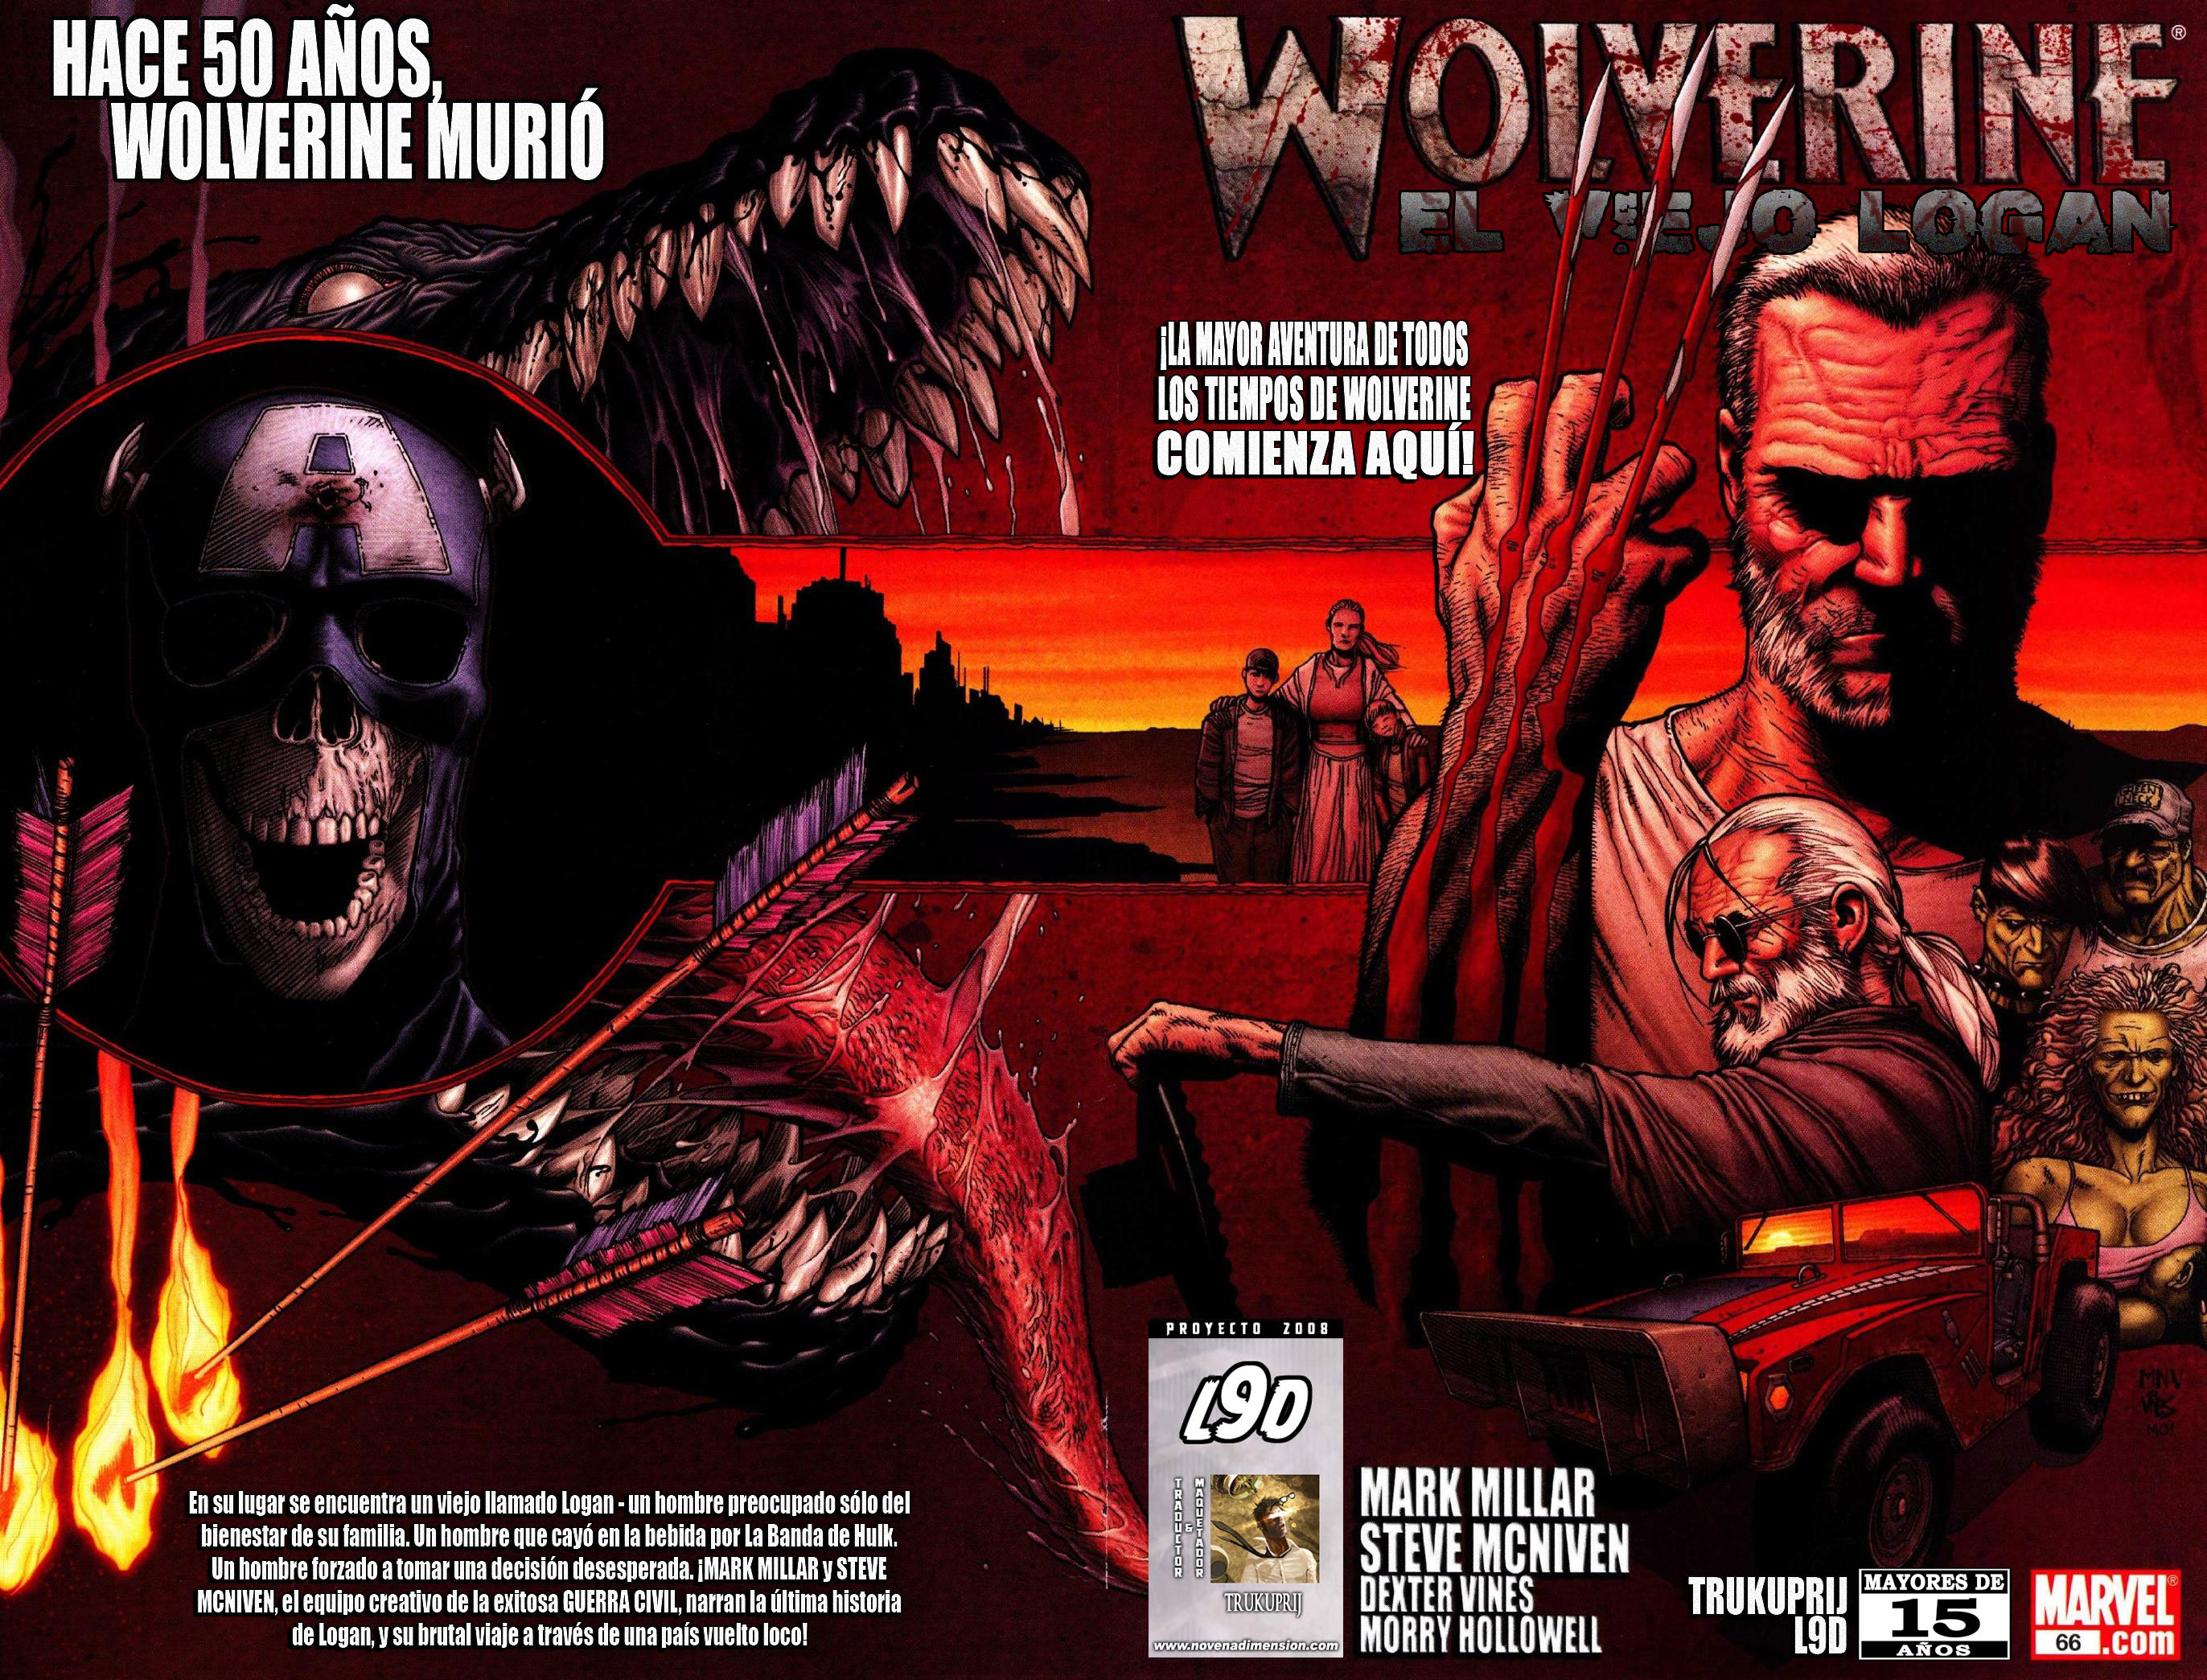 HACE 50 AÑOS,
WOLVERINE MURIÓ
En su lugar se encuentra un viejo llamado Logan - un hombre preocupado sólo del
bienestar de su familia. Un hombre que cayó en la bebida por La Banda de Hulk.
Un hombre forzado a tomar una decisión desesperada. ¡MARK MILLAR y STEVE
MCNIVEN, el equipo creativo de la exitosa GUERRA CIVIL, narran la última historia
de Logan, y su brutal viaje a través de una país vuelto loco!
WOLVERINE®
EL VIEJO LOGAN
¡LA MAYOR AVENTURA DE TODOS
LOS TIEMPOS DE WOLVERINE
COMIENZA AQUÍ!
A
GREEN
NECK
PROYECTO 2008
L9D
TRADUCTOR
&
MAQUETADOR
TRUKUPRIJ
www.novenadimension.com
MARK MILLAR
STEVE MCNIVEN
DEXTER VINES
MORRY HOLLOWELL
TRUKUPRIJ
L9D
MAYORES DE
15
AÑOS
MARVEL®
66 .com